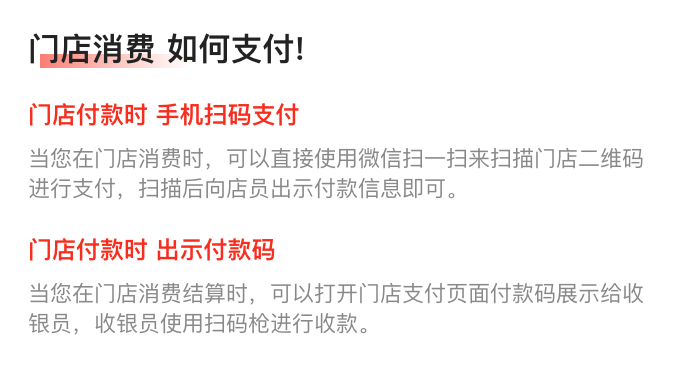 门店消费 如何支付!
门店付款时 手机扫码支付
当您在门店消费时，可以直接使用微信扫一扫来扫描门店二维码
进行支付，扫描后向店员出示付款信息即可。
门店付款时 出示付款码
当您在门店消费结算时，可以打开门店支付页面付款码展示给收
银员，收银员使用扫码枪进行收款。